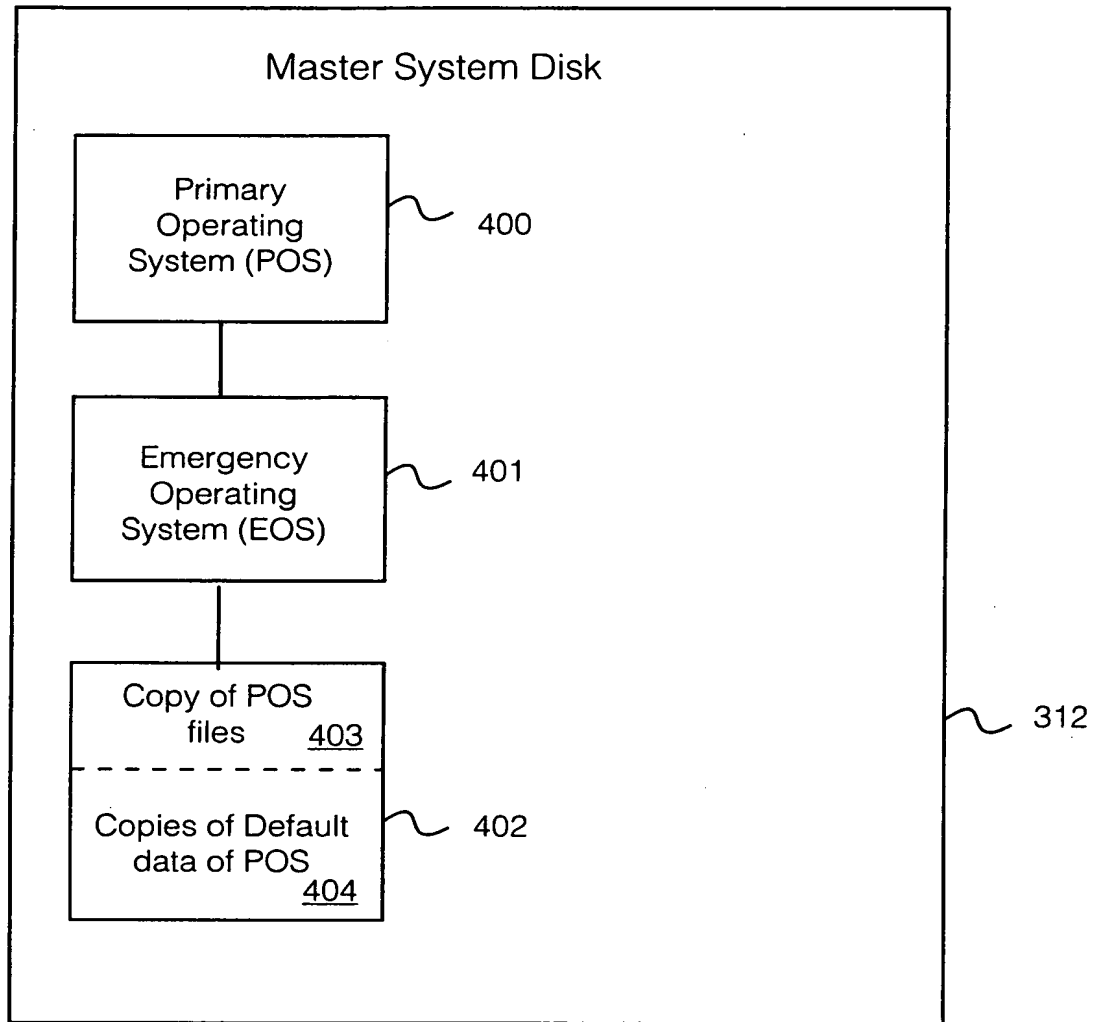 Master System Disk
Primary
Operating
System (POS)
400
Emergency
Operating
System (EOS)
401
Copy of POS
files 403
312
Copies of Default
data of POS
404
402